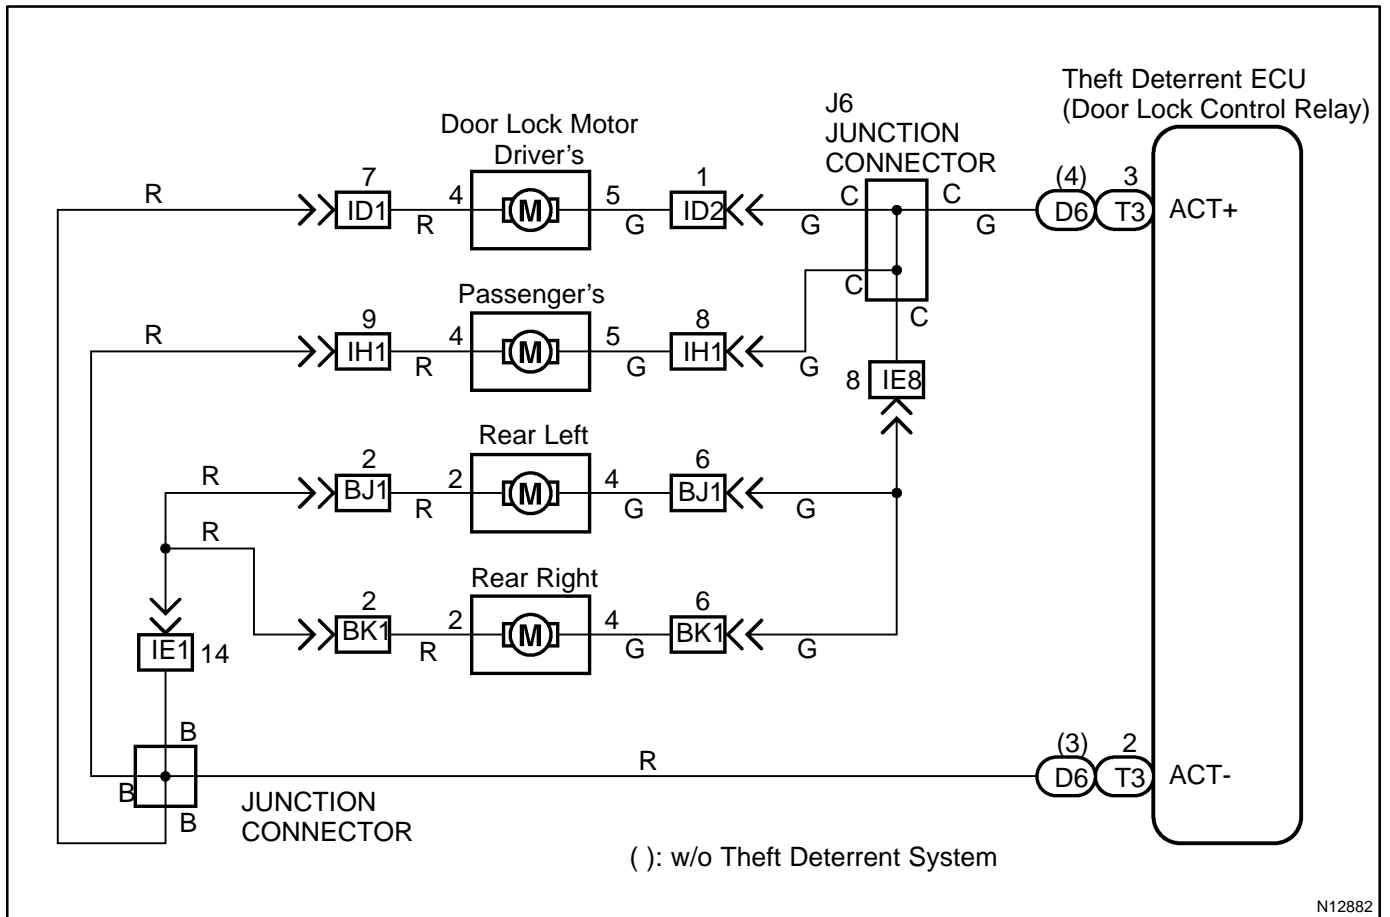 Theft Deterrent ECU
(Door Lock Control Relay)
J6
JUNCTION
CONNECTOR
Door Lock Motor
Driver's
R
7
ID1
R
4
M
5
G
1
ID2
G
C
C
G
(4)
D6
3
T3
ACT+
Passenger's
R
9
IH1
R
4
M
5
G
8
IH1
G
C
C
8
IE8
Rear Left
R
2
BJ1
R
2
M
4
G
6
BJ1
G
Rear Right
R
2
BK1
R
2
M
4
G
6
BK1
G
IE1
14
B
B
B
JUNCTION
CONNECTOR
R
(3)
D6
2
T3
ACT-
( ): w/o Theft Deterrent System
N12882